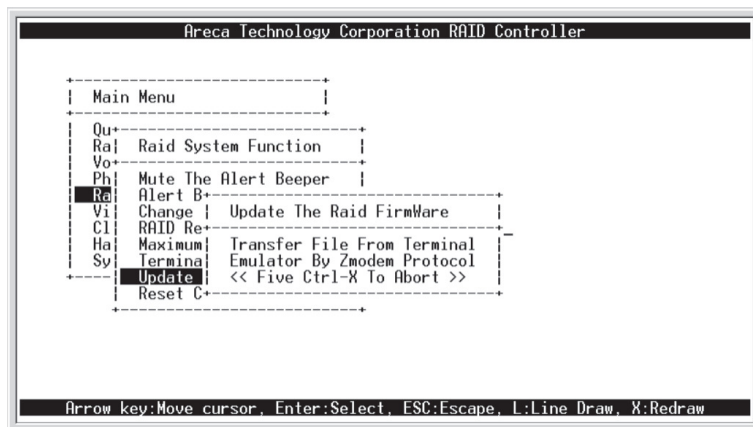 Areca Technology Corporation RAID Controller
Main Menu
Qu
Ra Raid System Function
Vo
Ph Mute The Alert Beeper
Ra Alert B
Vi Change Update The Raid FirmWare
Cl RAID Re
Ha Maximum Transfer File From Terminal
Sy Termina Emulator By Zmodem Protocol
Update << Five Ctrl-X To Abort >>
Reset C
Arrow key:Move cursor, Enter:Select, ESC:Escape, L:Line Draw, X:Redraw